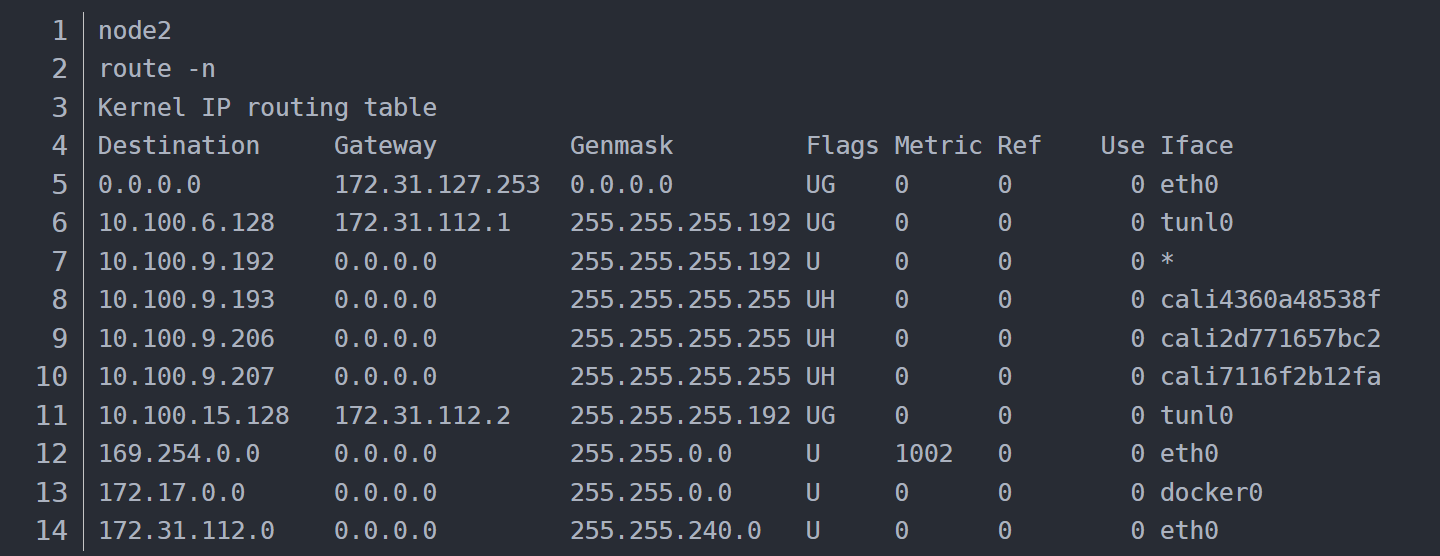 1 node2
2 route -n
3 Kernel IP routing table
4 Destination     Gateway         Genmask         Flags Metric Ref    Use Iface
5 0.0.0.0         172.31.127.253  0.0.0.0         UG    0      0        0 eth0
6 10.100.6.128    172.31.112.1    255.255.255.192 UG    0      0        0 tunl0
7 10.100.9.192    0.0.0.0         255.255.255.192 U     0      0        0 *
8 10.100.9.193    0.0.0.0         255.255.255.255 UH    0      0        0 cali4360a48538f
9 10.100.9.206    0.0.0.0         255.255.255.255 UH    0      0        0 cali2d771657bc2
10 10.100.9.207    0.0.0.0         255.255.255.255 UH    0      0        0 cali7116f2b12fa
11 10.100.15.128   172.31.112.2    255.255.255.192 UG    0      0        0 tunl0
12 169.254.0.0     0.0.0.0         255.255.0.0     U     1002   0        0 eth0
13 172.17.0.0      0.0.0.0         255.255.0.0     U     0      0        0 docker0
14 172.31.112.0    0.0.0.0         255.255.240.0   U     0      0        0 eth0